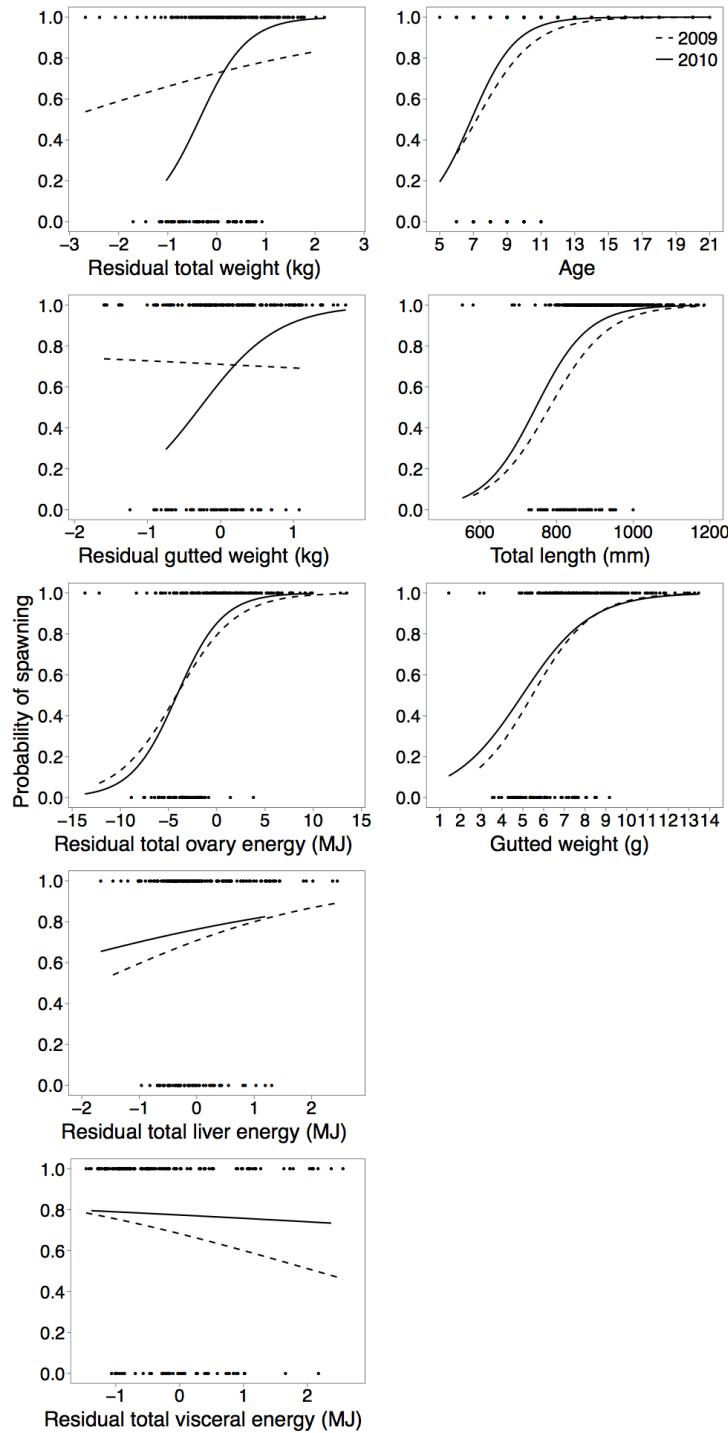 1.0
0.8
0.6
0.4
0.2
0.0
−3 −2 −1 0 1 2 3
Residual total weight (kg)
1.0
0.8
0.6
0.4
0.2
0.0
2009
2010
5 7 9 11 13 15 17 19 21
Age
1.0
0.8
0.6
0.4
0.2
0.0
−2 −1 0 1
Residual gutted weight (kg)
1.0
0.8
0.6
0.4
0.2
0.0
600 800 1000 1200
Total length (mm)
Probability of spawning
1.0
0.8
0.6
0.4
0.2
0.0
−15 −10 −5 0 5 10 15
Residual total ovary energy (MJ)
1.0
0.8
0.6
0.4
0.2
0.0
1 2 3 4 5 6 7 8 9 10 11 12 13 14
Gutted weight (g)
1.0
0.8
0.6
0.4
0.2
0.0
−2 −1 0 1 2
Residual total liver energy (MJ)
1.0
0.8
0.6
0.4
0.2
0.0
−1 0 1 2
Residual total visceral energy (MJ)